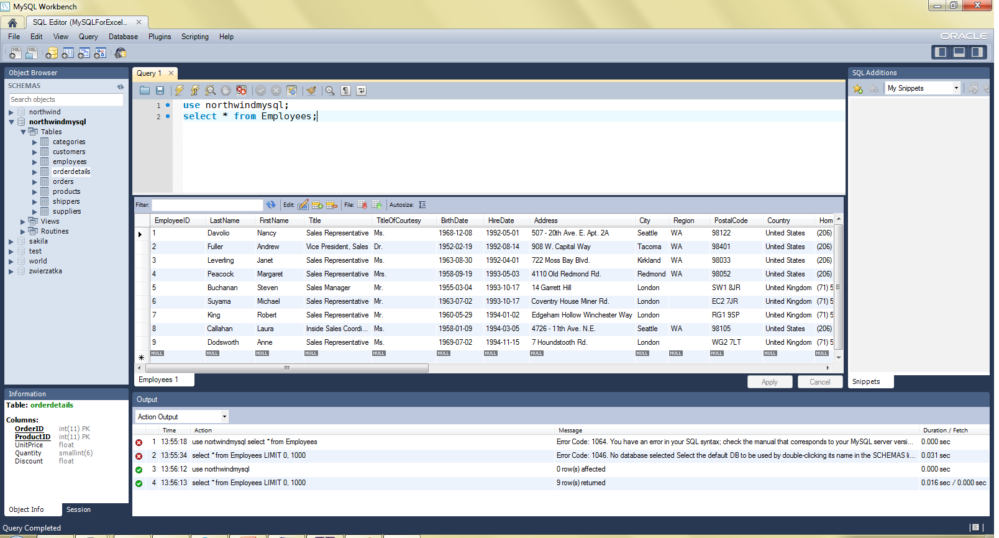 MySQL Workbench
SQL Editor (MySQLForExcel...
File Edit View Query Database Plugins Scripting Help
ORACLE
Object Browser
SCHEMAS
Search objects
northwind
northwindmysql
Tables
categories
customers
employees
orderdetails
orders
products
shippers
suppliers
Views
Routines
sakila
test
world
zwierzatka
Information
Table: orderdetails
Columns:
OrderID int(11) PK
ProductID int(11) PK
UnitPrice float
Quantity smallint(6)
Discount float
Object Info Session
Query Completed
Query 1
1 use northwindmysql;
2 select * from Employees;
Filter: Edit: File: Autosize:
EmployeeID LastName FirstName Title TitleOfCourtesy BirthDate HireDate Address City Region PostalCode Country Hom
1 Davolio Nancy Sales Representative Ms. 1968-12-08 1992-05-01 507 - 20th Ave. E. Apt. 2A Seattle WA 98122 United States (206)
2 Fuller Andrew Vice President, Sales Dr. 1952-02-19 1992-08-14 908 W. Capital Way Tacoma WA 98401 United States (206)
3 Leverling Janet Sales Representative Ms. 1963-08-30 1992-04-01 722 Moss Bay Blvd. Kirkland WA 98033 United States (206)
4 Peacock Margaret Sales Representative Mrs. 1958-09-19 1993-05-03 4110 Old Redmond Rd. Redmond WA 98052 United States (206)
5 Buchanan Steven Sales Manager Mr. 1955-03-04 1993-10-17 14 Garrett Hill London SW1 8JR United Kingdom (71) 5
6 Suyama Michael Sales Representative Mr. 1963-07-02 1993-10-17 Coventry House Miner Rd. London EC2 7JR United Kingdom (71) 5
7 King Robert Sales Representative Mr. 1960-05-29 1994-01-02 Edgeham Hollow Winchester Way London RG1 9SP United Kingdom (71) 5
8 Callahan Laura Inside Sales Coordi... Ms. 1958-01-09 1994-03-05 4726 - 11th Ave. N.E. Seattle WA 98105 United States (206)
9 Dodsworth Anne Sales Representative Ms. 1969-07-02 1994-11-15 7 Houndstooth Rd. London WG2 7LT United Kingdom (71) 5
NULL NULL NULL NULL NULL NULL NULL NULL NULL NULL NULL NULL NULL
Employees 1
Apply Cancel
SQL Additions
My Snippets
Snippets
Output
Action Output
Time Action Message Duration / Fetch
1 13:55:18 use nortwindmysql select * from Employees Error Code: 1064. You have an error in your SQL syntax; check the manual that corresponds to your MySQL server versi... 0.000 sec
2 13:55:34 select * from Employees LIMIT 0, 1000 Error Code: 1046. No database selected Select the default DB to be used by double-clicking its name in the SCHEMAS li... 0.031 sec
3 13:56:12 use northwindmysql 0 row(s) affected 0.000 sec
4 13:56:13 select * from Employees LIMIT 0, 1000 9 row(s) returned 0.016 sec / 0.000 sec